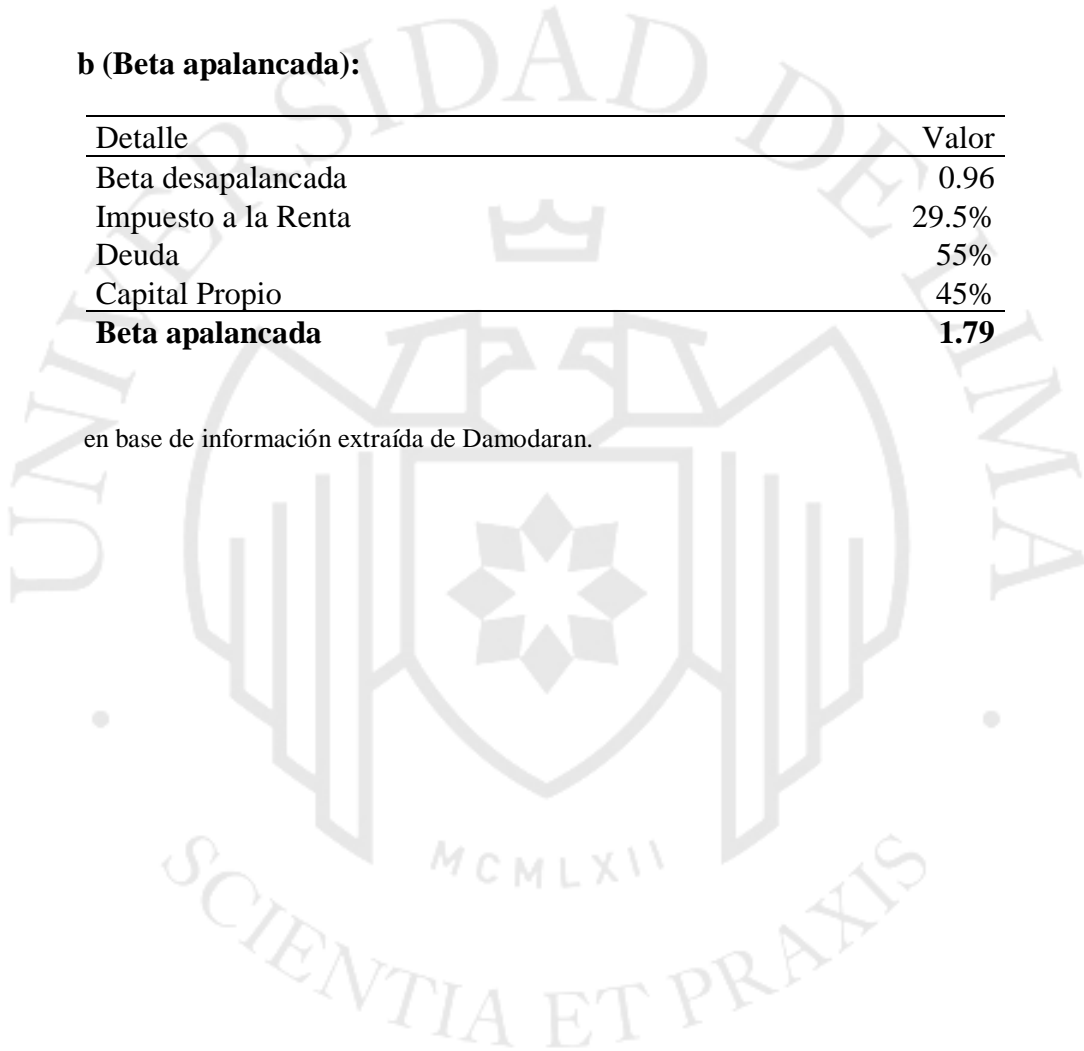 b (Beta apalancada):
Detalle Valor
Beta desapalancada 0.96
Impuesto a la Renta 29.5%
Deuda 55%
Capital Propio 45%
Beta apalancada 1.79
en base de información extraída de Damodaran.
UNIVERSIDAD DE LIMA
MCMLXII
SCIENTIA ET PRAXIS